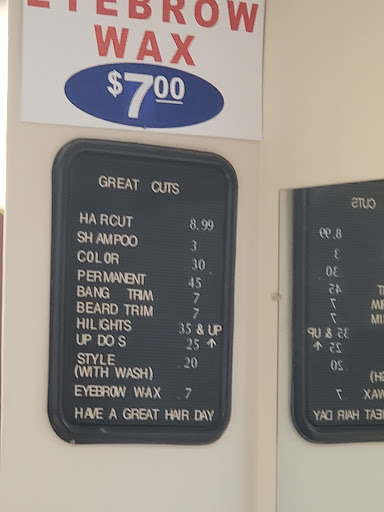 EYEBROW
WAX
$7.00
GREAT CUTS
HAIRCUT 8.99
SHAMPOO 3
COLOR 30
PERMANENT 45
BANG TRIM 7
BEARD TRIM 7
HILIGHTS 35 & UP
UP DOS 25 ↑
STYLE .20
(WITH WASH)
EYEBROW WAX .7
HAVE A GREAT HAIR DAY